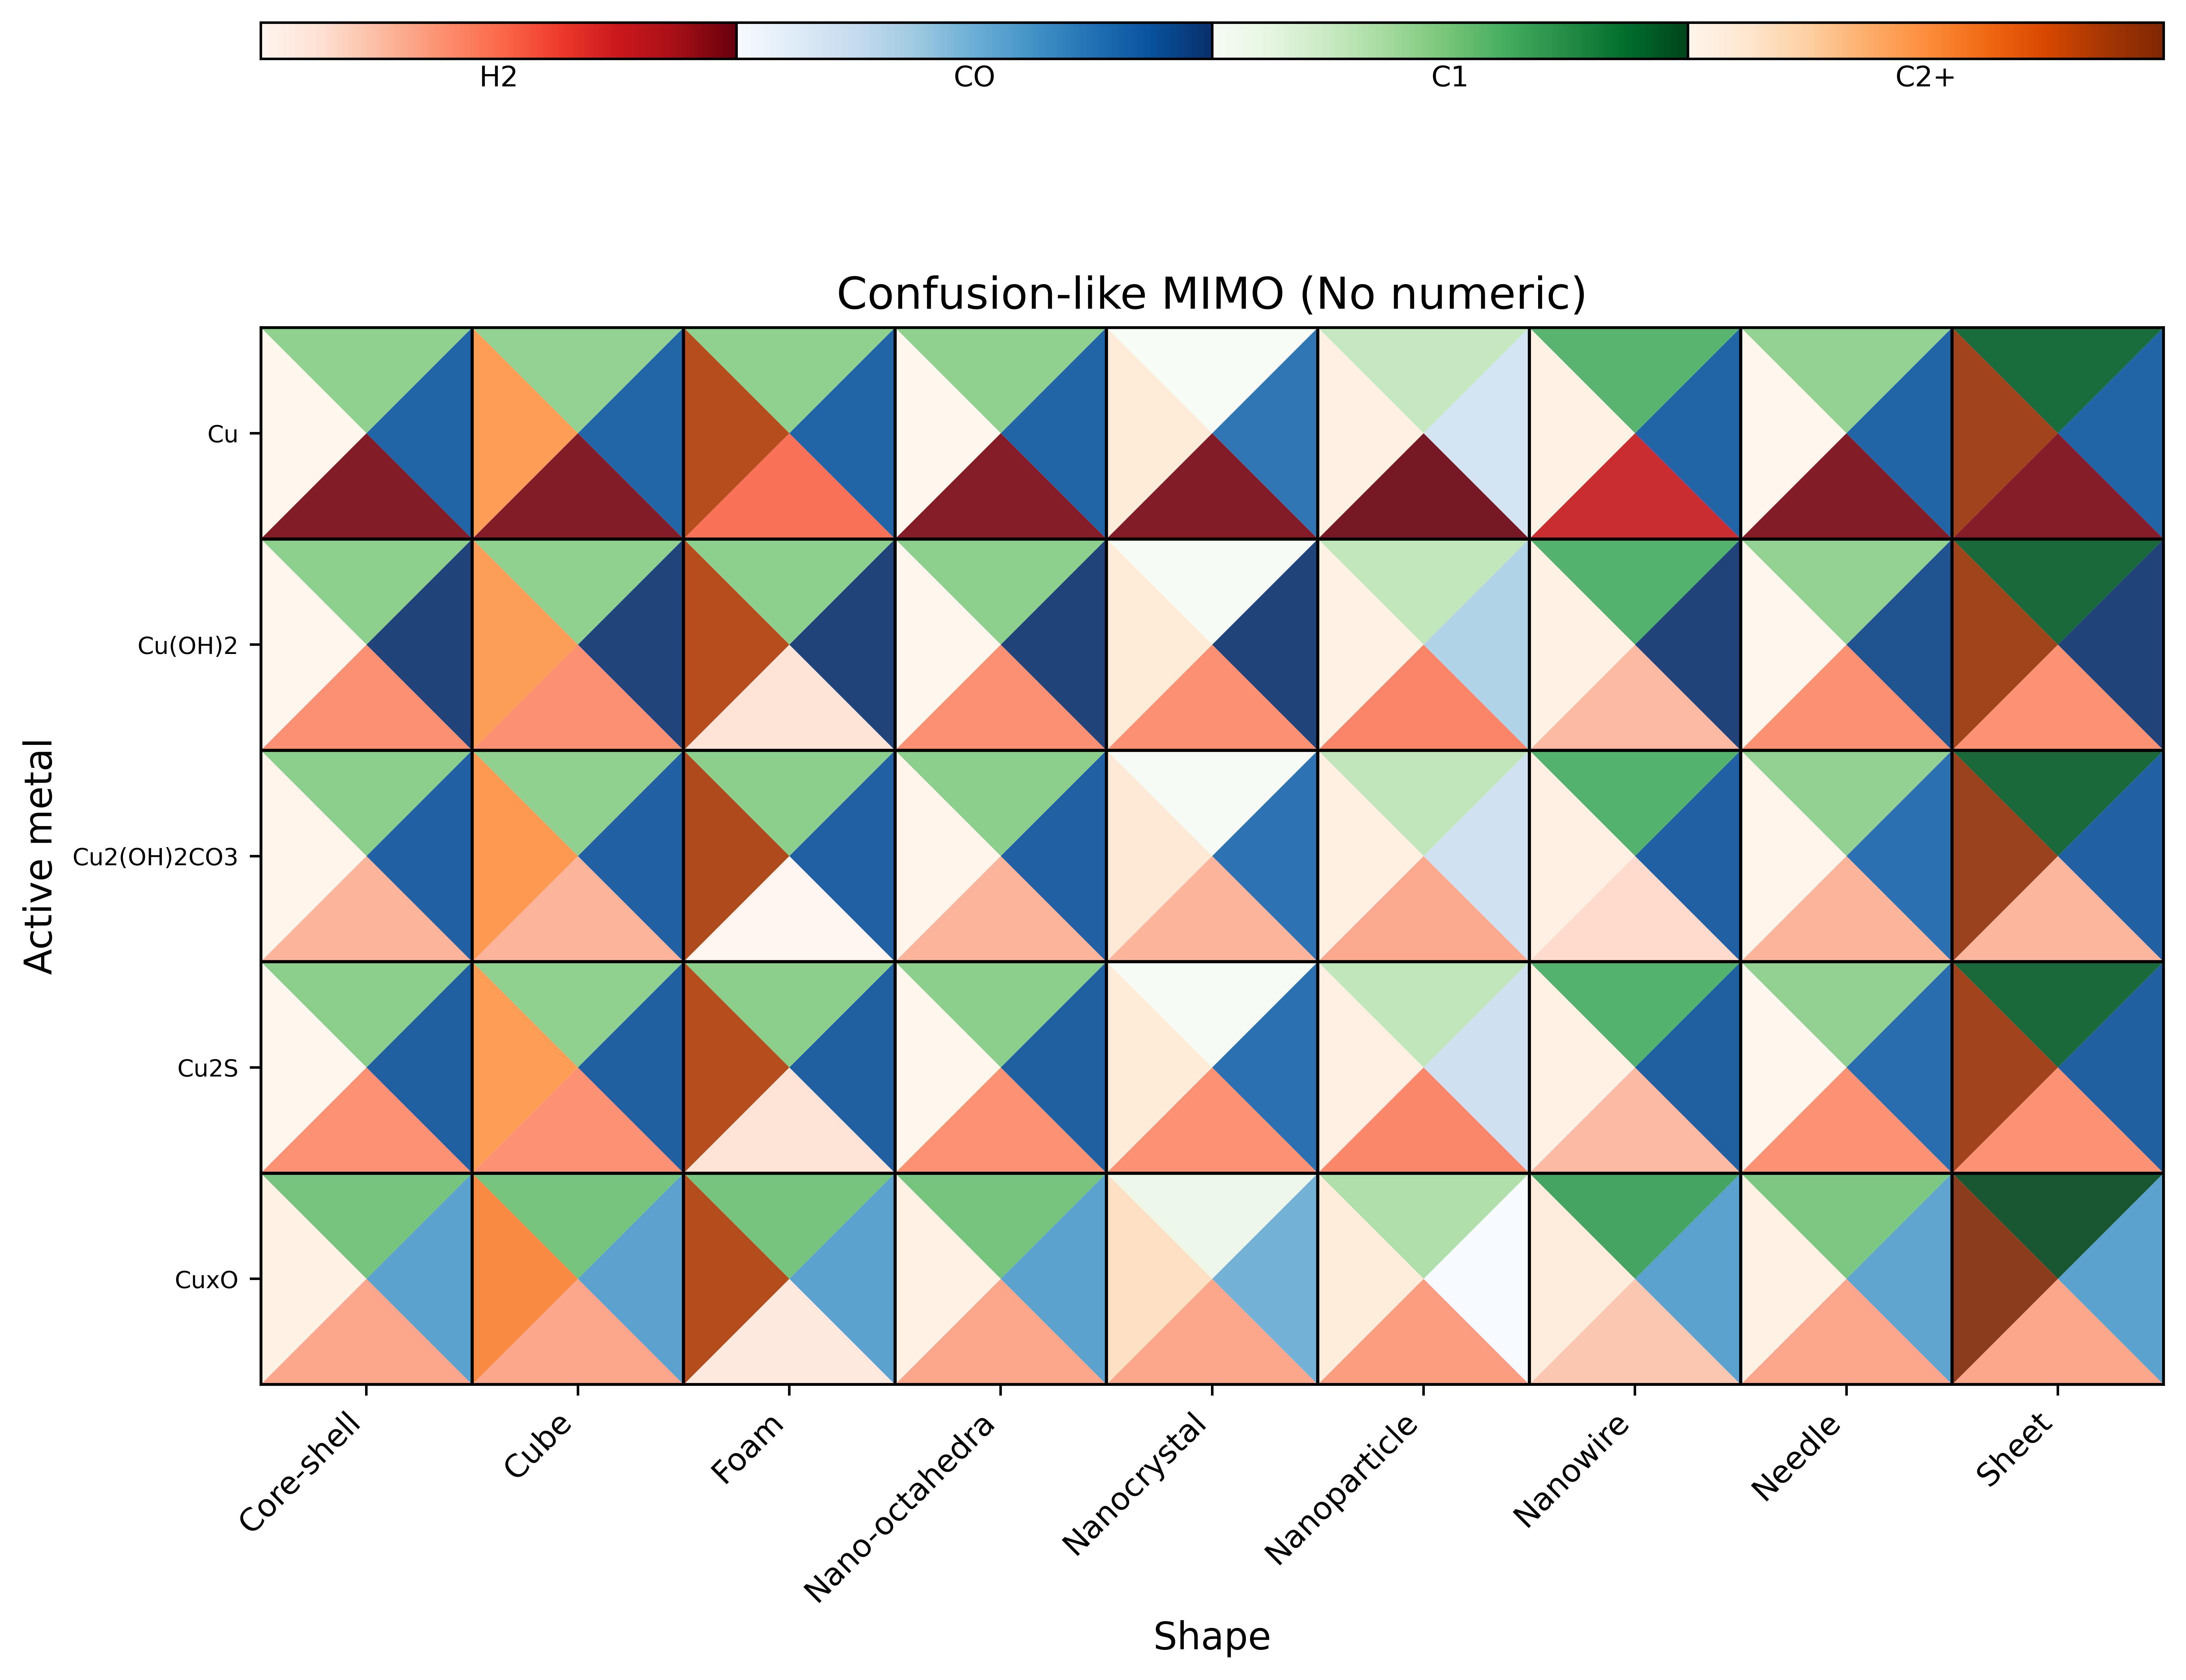 H2 CO C1 C2+
Confusion-like MIMO (No numeric)
Active metal
Cu
Cu(OH)2
Cu2(OH)2CO3
Cu2S
CuxO
Core-shell Cube Foam Nano-octahedra Nanocrystal Nanoparticle Nanowire Needle Sheet
Shape